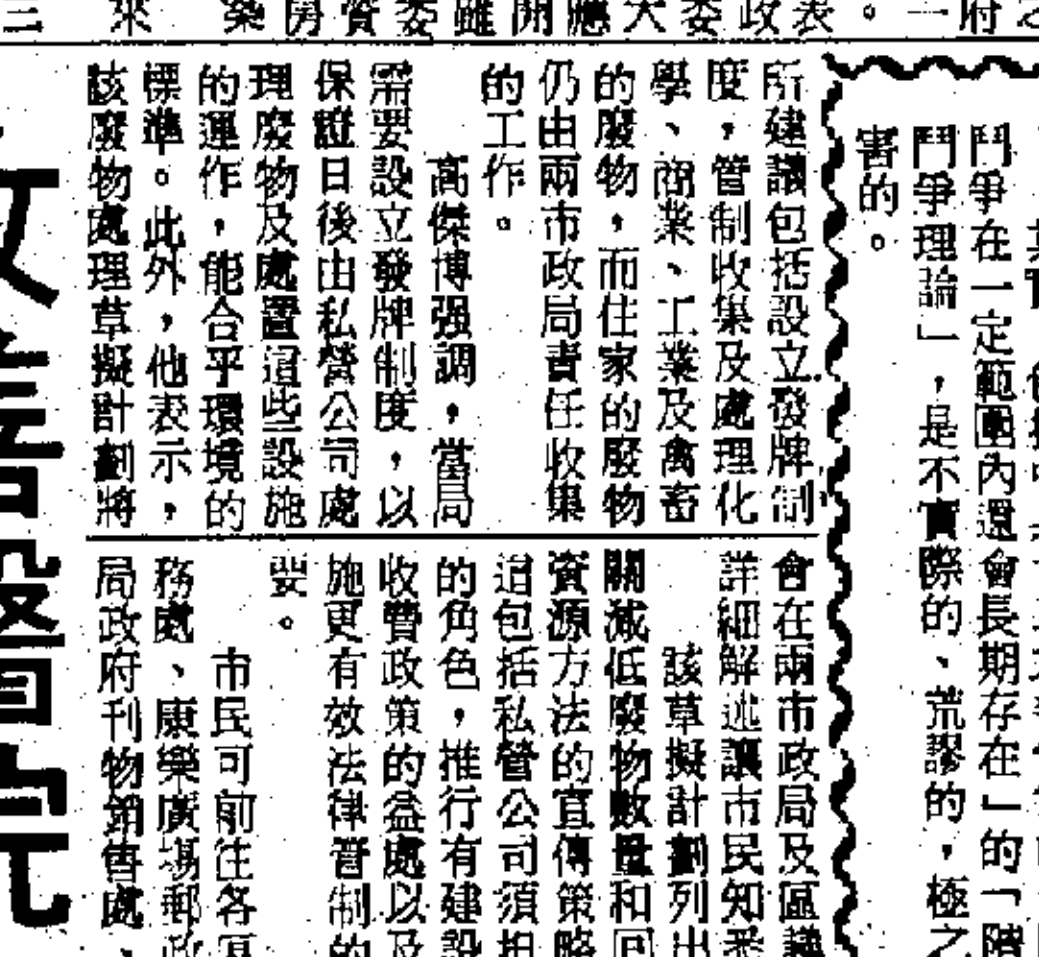 害的。
鬥爭在一定範圍內還會長期存在」的「階
鬥爭理論」，是不實際的、荒謬的，極之
所建議包括設立發牌制
度，管制收集及處理化
學、商業、工業及禽畜
的廢物，而住家的廢物
仍由兩市政局責任收集
的工作。
高傑博强調，當局
需要設立發牌制度，以
保證日後由私營公司處
理廢物及處置這些設施
的運作，能合乎環境的
標準。此外，他表示，
該廢物處理草擬計劃將
會在兩市政局及區議
詳細解述讓市民知悉
該草擬計劃列出
關減低廢物數量和回
資源方法的宣傳策略
這包括私營公司須担
的角色，推行有建設
收費政策的益處以及
施更有效法律管制的
要。
市民可前往各區
務處、康樂廣場郵政
局政府刊物銷售處、